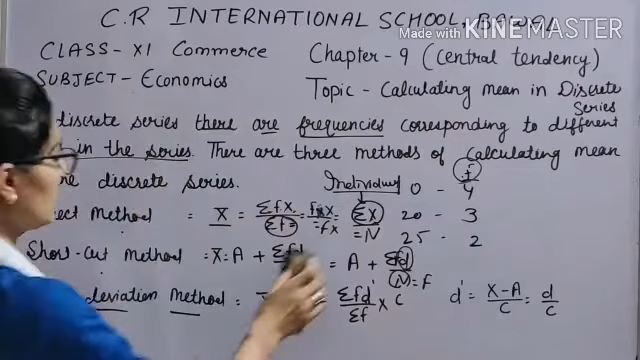 C.R INTERNATIONAL SCHOOL, BAWAL
Made with KINEMASTER
CLASS - XI Commerce Chapter - 9 (Central tendency)
SUBJECT - Economics Topic - Calculating mean in Discrete Series
discrete series there are frequencies corresponding to different
in the series. There are three methods of calculating mean
discrete series.
Individual
f
0 - 4
Method = X̅ = Σfx / Σf = fxx / =fx = Σx / =N
20 - 3
25 - 2
Short-Cut Method = X̅ = A + Σfd = A + Σfd / N = F
deviation Method = Σfd' / Σf × C d' = X-A / C = d / C